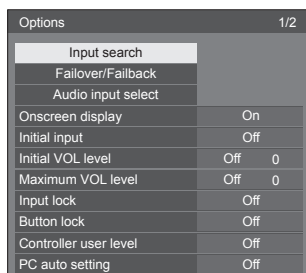 Options 1/2
Input search
Failover/Failback
Audio input select
Onscreen display On
Initial input Off
Initial VOL level Off 0
Maximum VOL level Off 0
Input lock Off
Button lock Off
Controller user level Off
PC auto setting Off